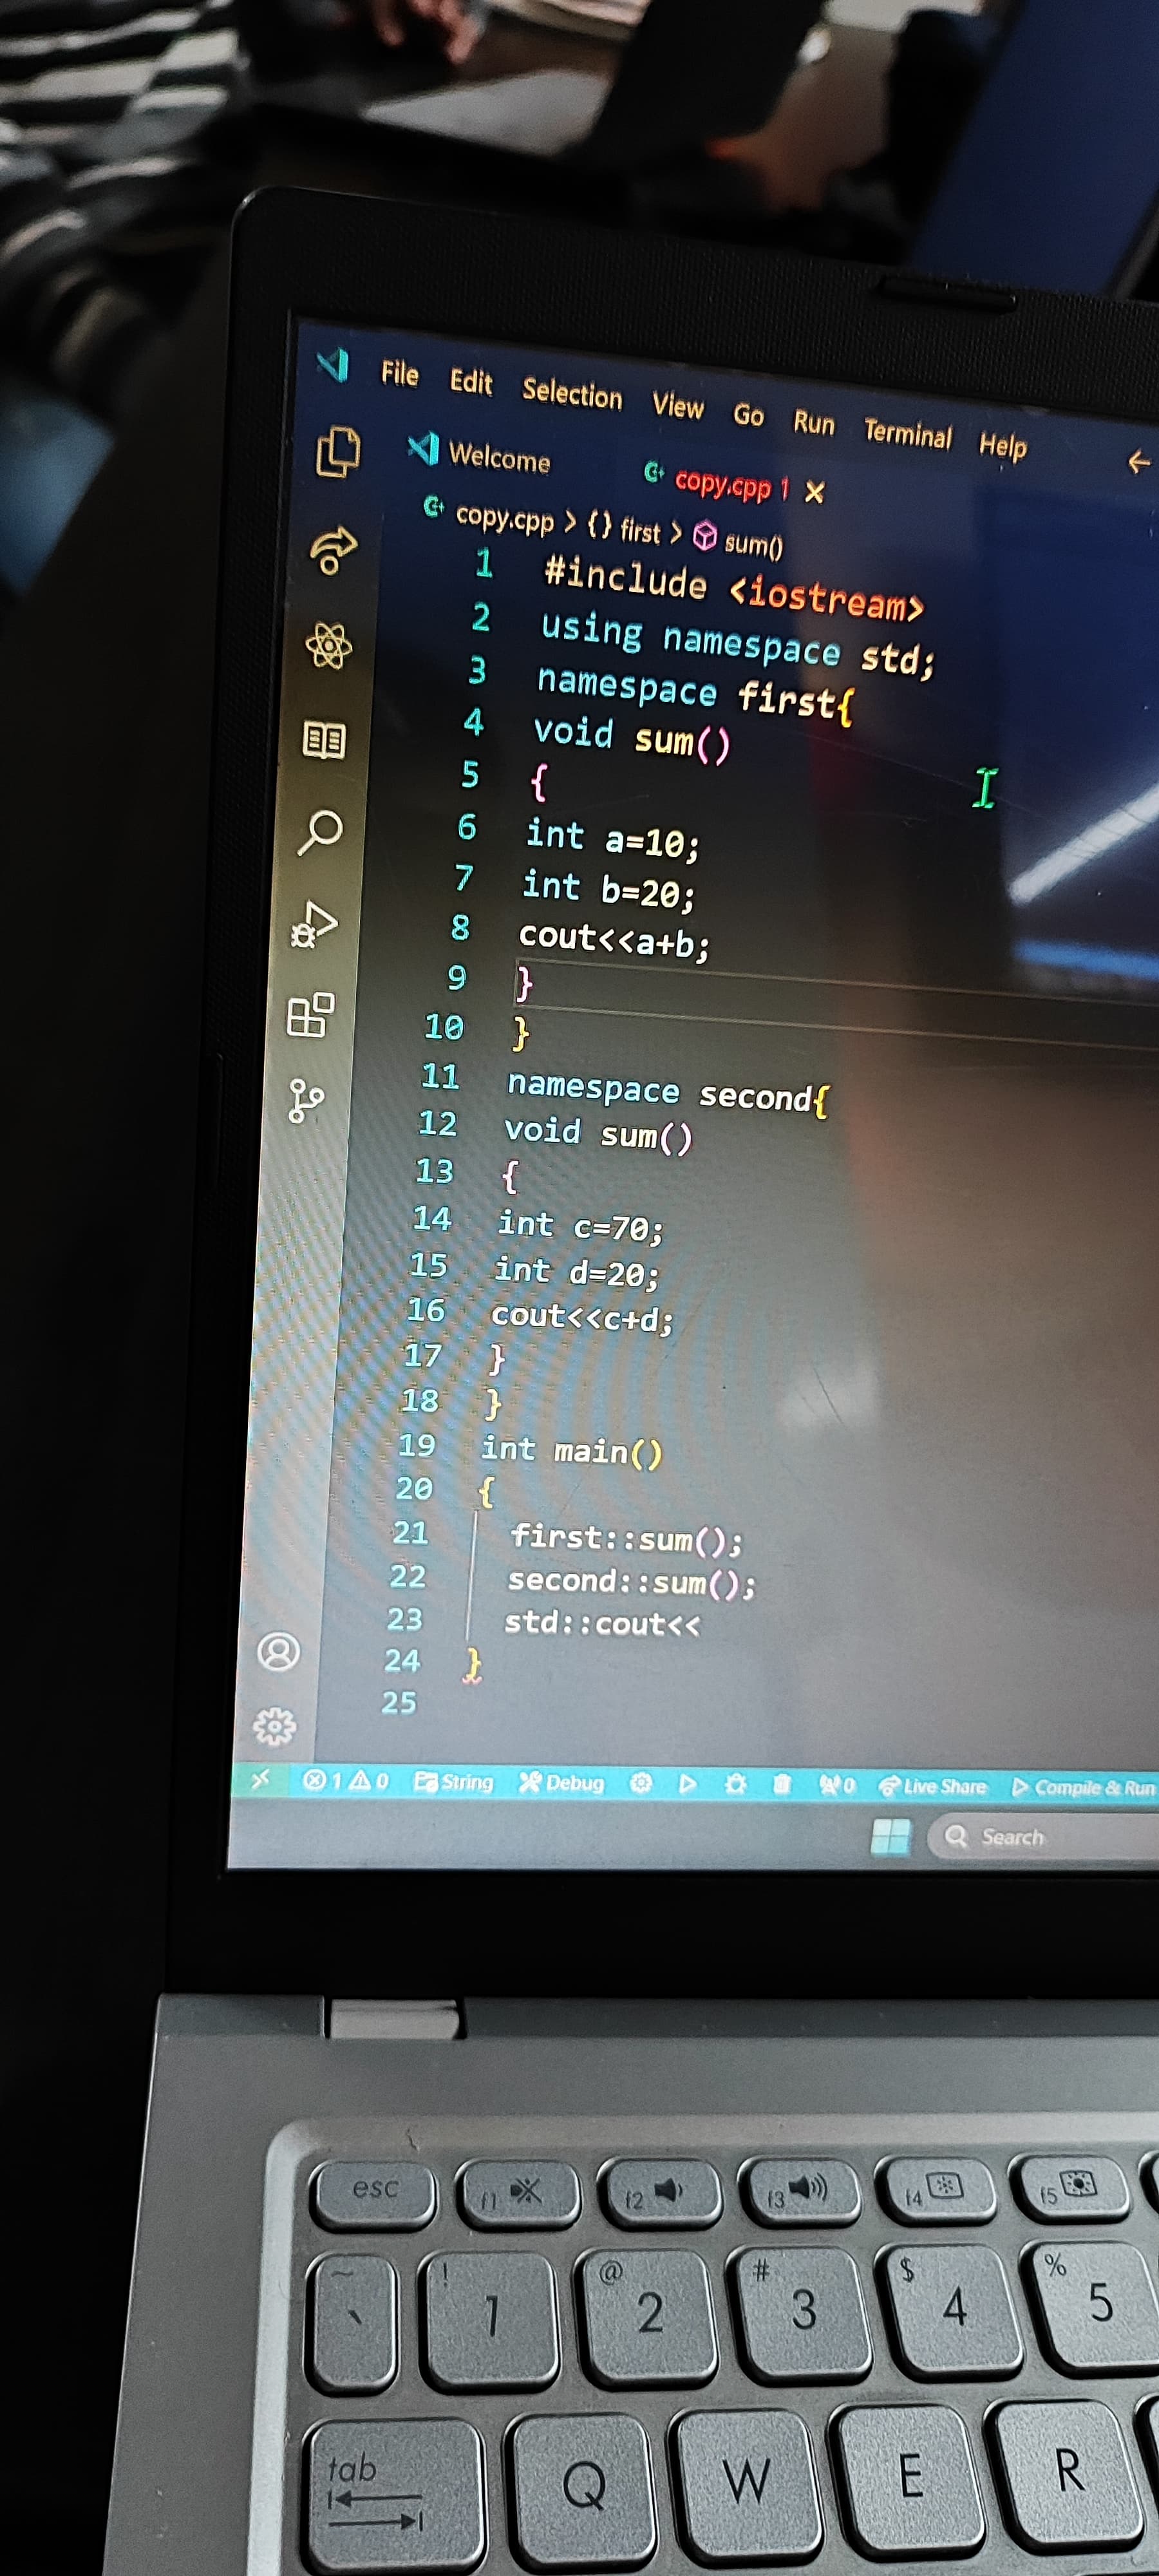 File Edit Selection View Go Run Terminal Help
Welcome copy.cpp 1
copy.cpp > {} first > sum()
1 #include <iostream>
2 using namespace std;
3 namespace first{
4 void sum()
5 {
6 int a=10;
7 int b=20;
8 cout<<a+b;
9 }
10 }
11 namespace second{
12 void sum()
13 {
14 int c=70;
15 int d=20;
16 cout<<c+d;
17 }
18 }
19 int main()
20 {
21 first::sum();
22 second::sum();
23 std::cout<<
24 }
25
1 0 String Debug 0 Live Share Compile & Run
Search
esc f1 f2 f3 f4 f5
~ ` ! 1 @ 2 # 3 $ 4 % 5
tab Q W E R